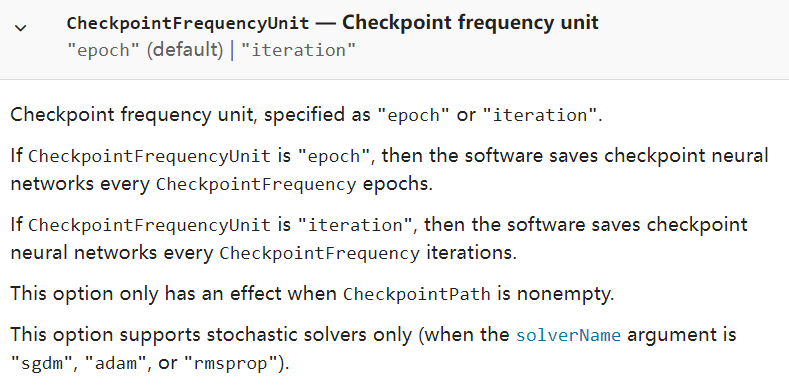 CheckpointFrequencyUnit — Checkpoint frequency unit
"epoch" (default) | "iteration"
Checkpoint frequency unit, specified as "epoch" or "iteration".
If CheckpointFrequencyUnit is "epoch", then the software saves checkpoint neural
networks every CheckpointFrequency epochs.
If CheckpointFrequencyUnit is "iteration", then the software saves checkpoint
neural networks every CheckpointFrequency iterations.
This option only has an effect when CheckpointPath is nonempty.
This option supports stochastic solvers only (when the solverName argument is
"sgdm", "adam", or "rmsprop").